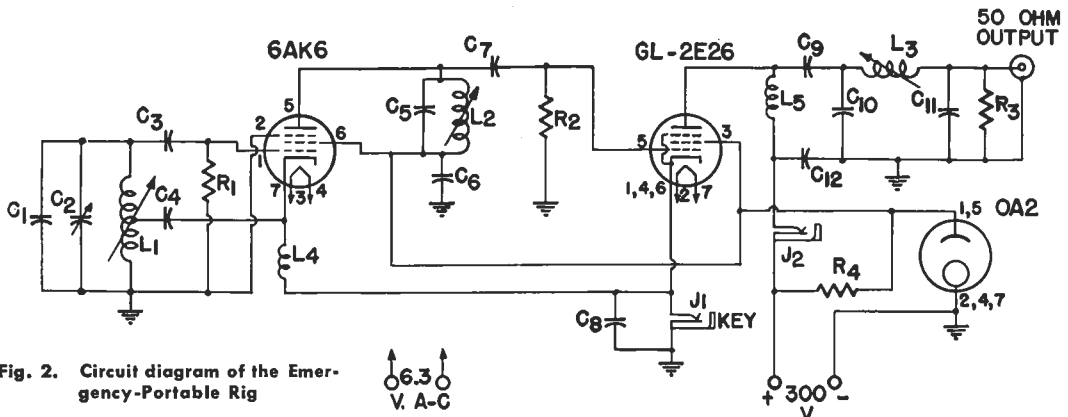 50 OHM
OUTPUT
6AK6
C7
GL-2E26
C9
L3
5
C5
L2
R2
L5
C10
C11
R3
C3
2
6
5
3
1
C6
C12
C1
C2
C4
R1
7
3
4
1,4,6
2
7
1,5
OA2
L1
L4
J2
R4
2,4,7
C8
J1
KEY
Fig. 2. Circuit diagram of the Emer-
gency-Portable Rig
6.3
V. A-C
+ 300 -
V